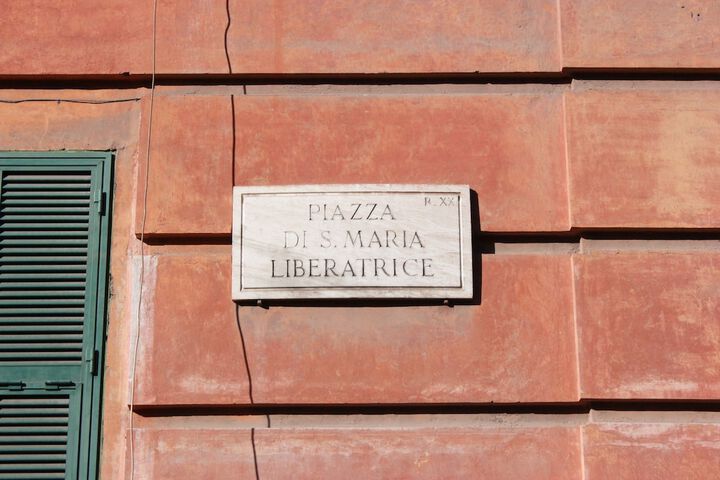 R. XX
PIAZZA
DI S. MARIA
LIBERATRICE